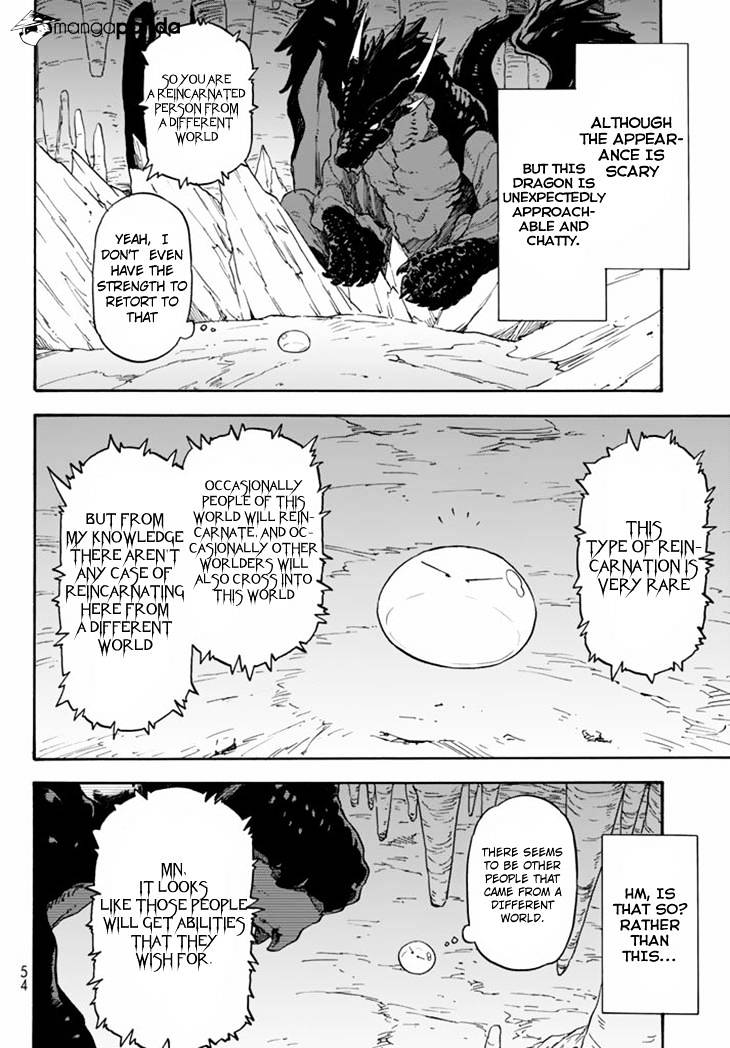 mangapanda
ALTHOUGH
THE APPEAR-
ANCE IS
SCARY
BUT THIS
DRAGON IS
UNEXPECTEDLY
APPROACH-
ABLE AND
CHATTY.
SO YOU ARE
A REINCARNATED
PERSON FROM
A DIFFERENT
WORLD
YEAH, I
DON'T EVEN
HAVE THE
STRENGTH TO
RETORT TO
THAT
THIS
TYPE OF REIN-
CARNATION IS
VERY RARE
OCCASIONALLY
PEOPLE OF THIS
WORLD WILL REIN-
CARNATE, AND OC-
CASIONALLY OTHER
WORLDERS WILL
ALSO CROSS INTO
THIS WORLD
BUT FROM
MY KNOWLEDGE
THERE AREN'T
ANY CASE OF
REINCARNATING
HERE FROM
A DIFFERENT
WORLD
HM, IS
THAT SO?
RATHER
THAN
THIS...
THERE SEEMS
TO BE OTHER
PEOPLE THAT
CAME FROM A
DIFFERENT
WORLD.
MN,
IT LOOKS
LIKE THOSE PEOPLE
WILL GET ABILITIES
THAT THEY
WISH FOR.
54